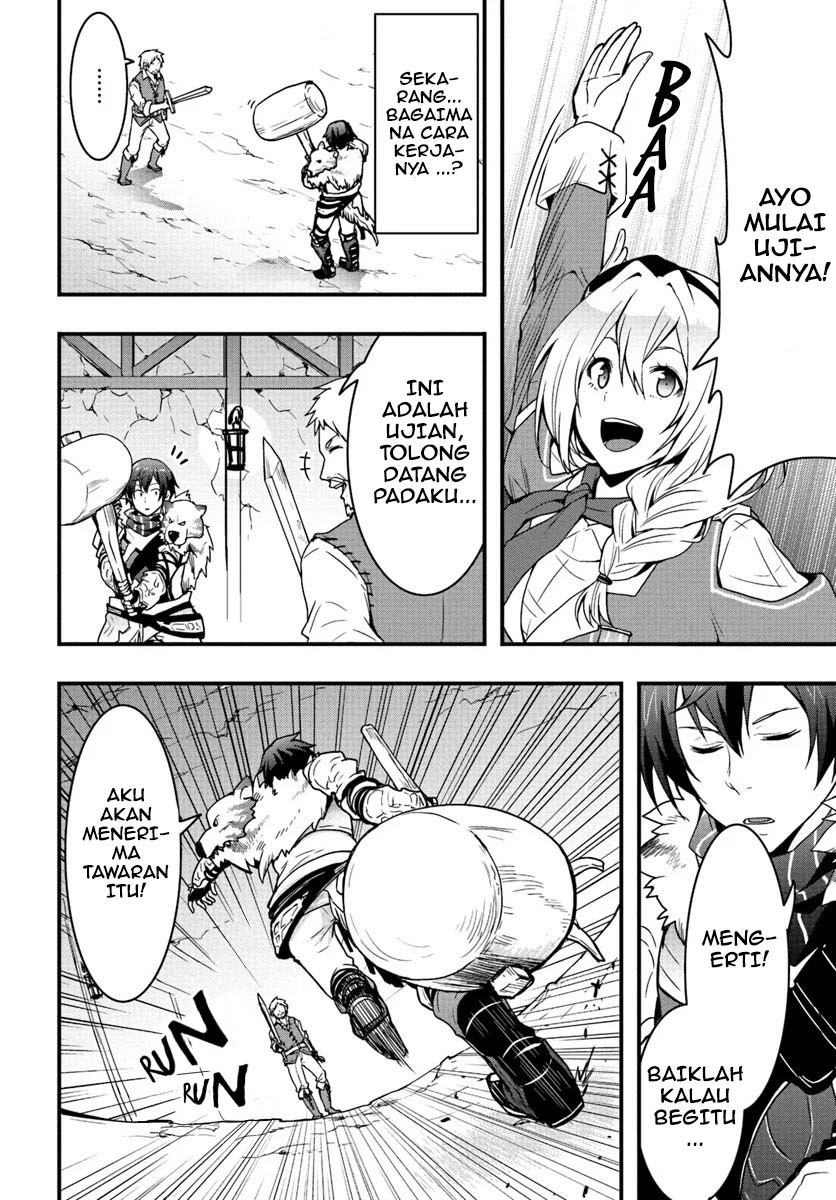 BAA
AYO
MULAI
UJI-
ANNYA!
SEKA-
RANG...
BAGAIMA
NA CARA
KERJA-
NYA ...?
......
INI
ADALAH
UJIAN,
TOLONG
DATANG
PADAKU...
MENG-
ERTI!
BAIKLAH
KALAU
BEGITU
...
AKU
AKAN
MENERI-
MA
TAWARAN
ITU!
RUN
RUN